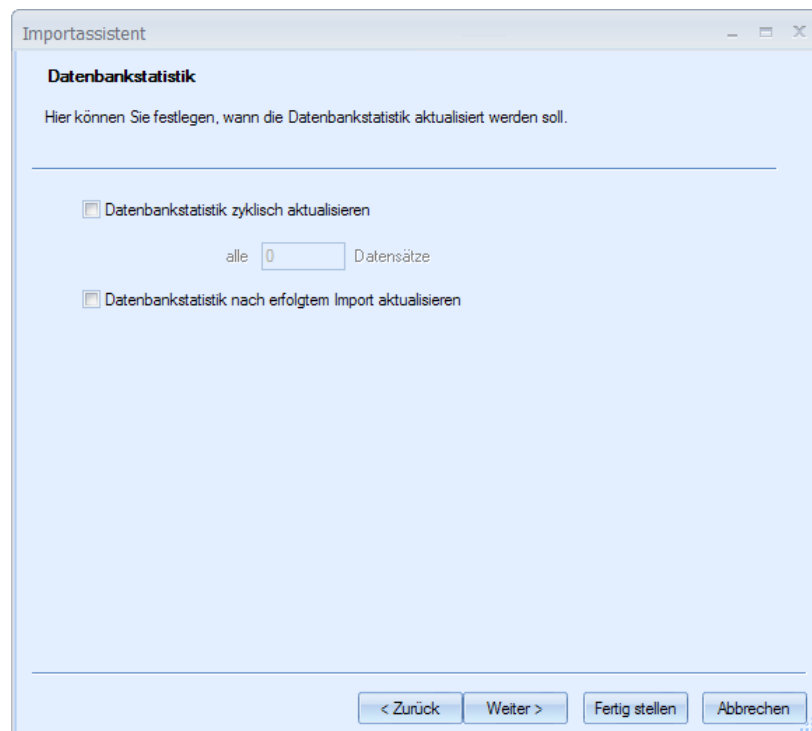 Importassistent
Datenbankstatistik
Hier können Sie festlegen, wann die Datenbankstatistik aktualisiert werden soll.
Datenbankstatistik zyklisch aktualisieren
alle 0 Datensätze
Datenbankstatistik nach erfolgtem Import aktualisieren
< Zurück Weiter > Fertig stellen Abbrechen